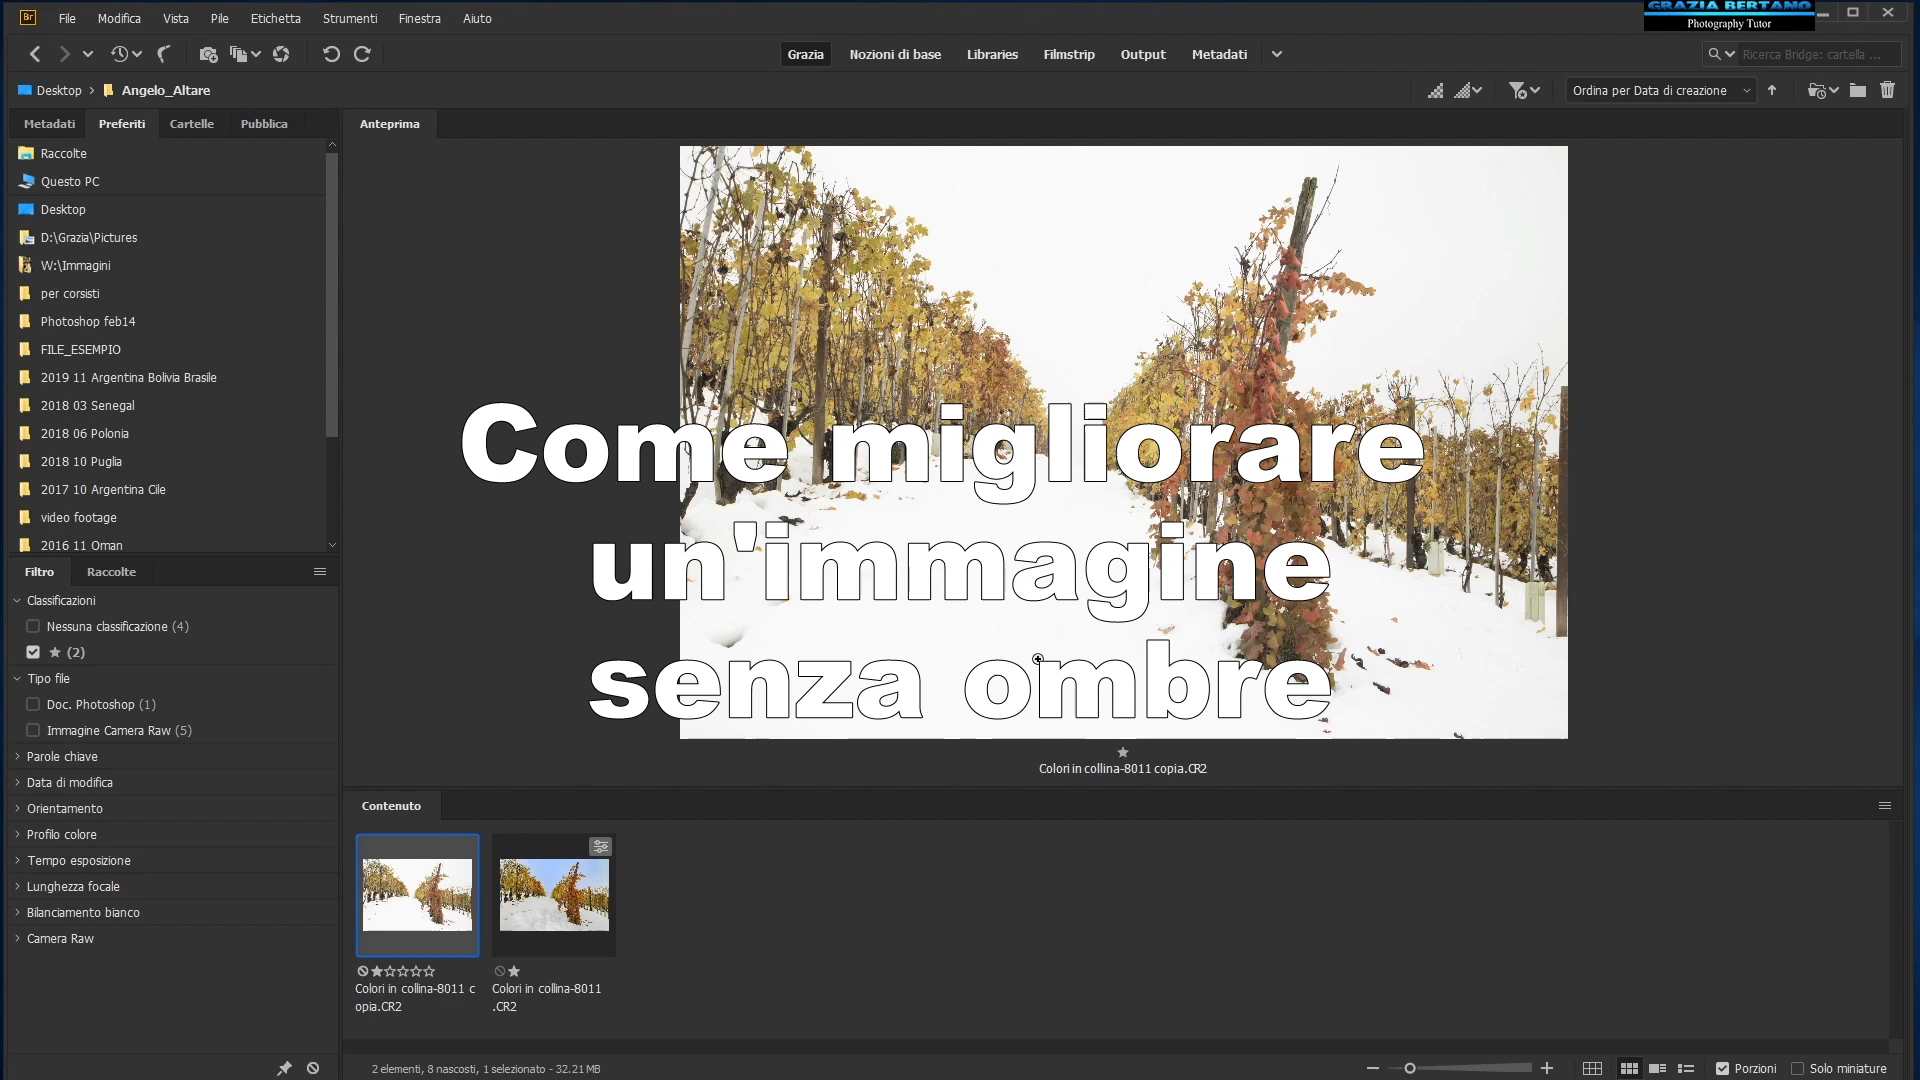 GRAZIA BERTANO
Photography Tutor
Br File Modifica Vista Pile Etichetta Strumenti Finestra Aiuto
Grazia Nozioni di base Libraries Filmstrip Output Metadati
Ricerca Bridge: cartella ...
Desktop Angelo_Altare
Ordina per Data di creazione
Metadati Preferiti Cartelle Pubblica
Anteprima
Raccolte
Questo PC
Desktop
D:\Grazia\Pictures
W:\Immagini
per corsisti
Photoshop feb14
FILE_ESEMPIO
2019 11 Argentina Bolivia Brasile
2018 03 Senegal
2018 06 Polonia
2018 10 Puglia
2017 10 Argentina Cile
video footage
2016 11 Oman
Come migliorare
un'immagine
senza ombre
Colori in collina-8011 copia.CR2
Filtro Raccolte
Classificazioni
Nessuna classificazione (4)
★ (2)
Tipo file
Doc. Photoshop (1)
Immagine Camera Raw (5)
Parole chiave
Data di modifica
Orientamento
Profilo colore
Tempo esposizione
Lunghezza focale
Bilanciamento bianco
Camera Raw
Contenuto
Colori in collina-8011 c
opia.CR2
Colori in collina-8011
.CR2
2 elementi, 8 nascosti, 1 selezionato - 32.21 MB
Porzioni Solo miniature